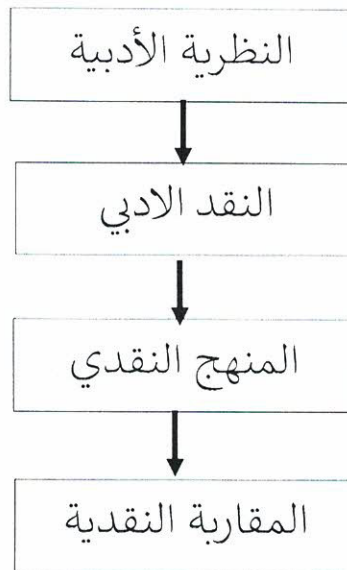 النظرية الأدبية
النقد الادبي
المنهج النقدي
المقاربة النقدية